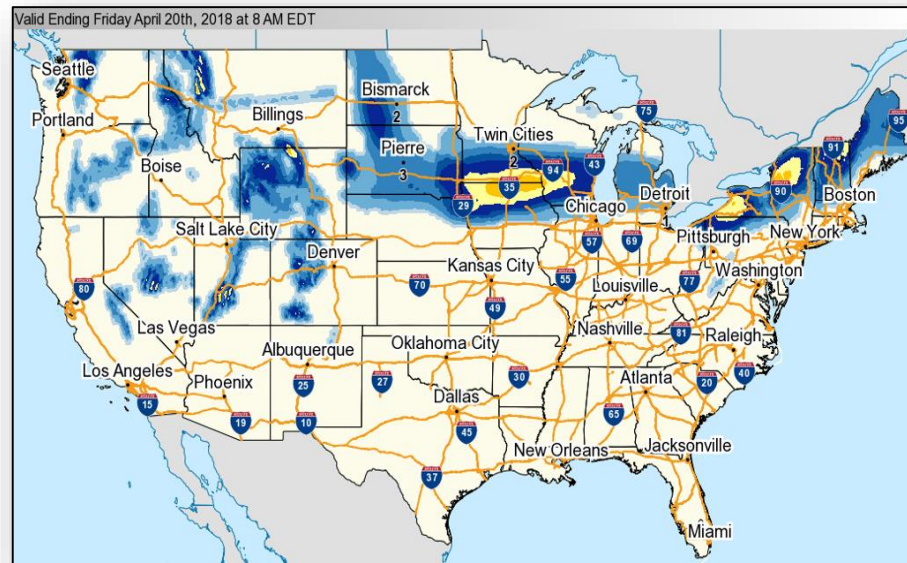 Valid Ending Friday April 20th, 2018 at 8 AM EDT
Seattle
75
95
Bismarck
2
Portland
Billings
Twin Cities
2
91
Pierre
3
94
43
Boise
35
90
Boston
29
Detroit
Chicago
Salt Lake City
New York
57
69
Pittsburgh
Denver
Kansas City
Washington
80
70
55
77
Louisville
49
Las Vegas
Nashville
81
Raleigh
Albuquerque
Oklahoma City
Los Angeles
Phoenix
25
27
30
Atlanta
20
40
15
Dallas
65
19
10
45
Jacksonville
New Orleans
37
Miami